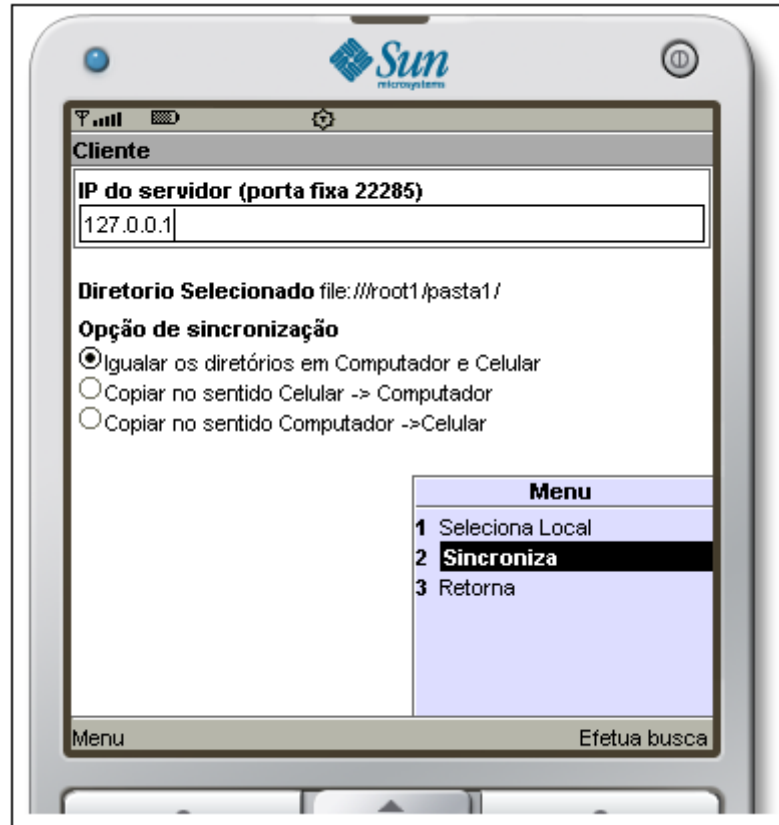 Sun
microsystems
Cliente
IP do servidor (porta fixa 22285)
127.0.0.1
Diretorio Selecionado file:///root1/pasta1/
Opção de sincronização
Igualar os diretórios em Computador e Celular
Copiar no sentido Celular -> Computador
Copiar no sentido Computador ->Celular
Menu
1 Seleciona Local
2 Sincroniza
3 Retorna
Menu Efetua busca